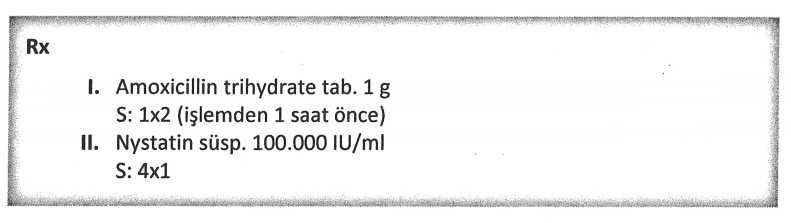 Rx
I. Amoxicillin trihydrate tab. 1 g
S: 1x2 (işlemden 1 saat önce)
II. Nystatin süsp. 100.000 IU/ml
S: 4x1